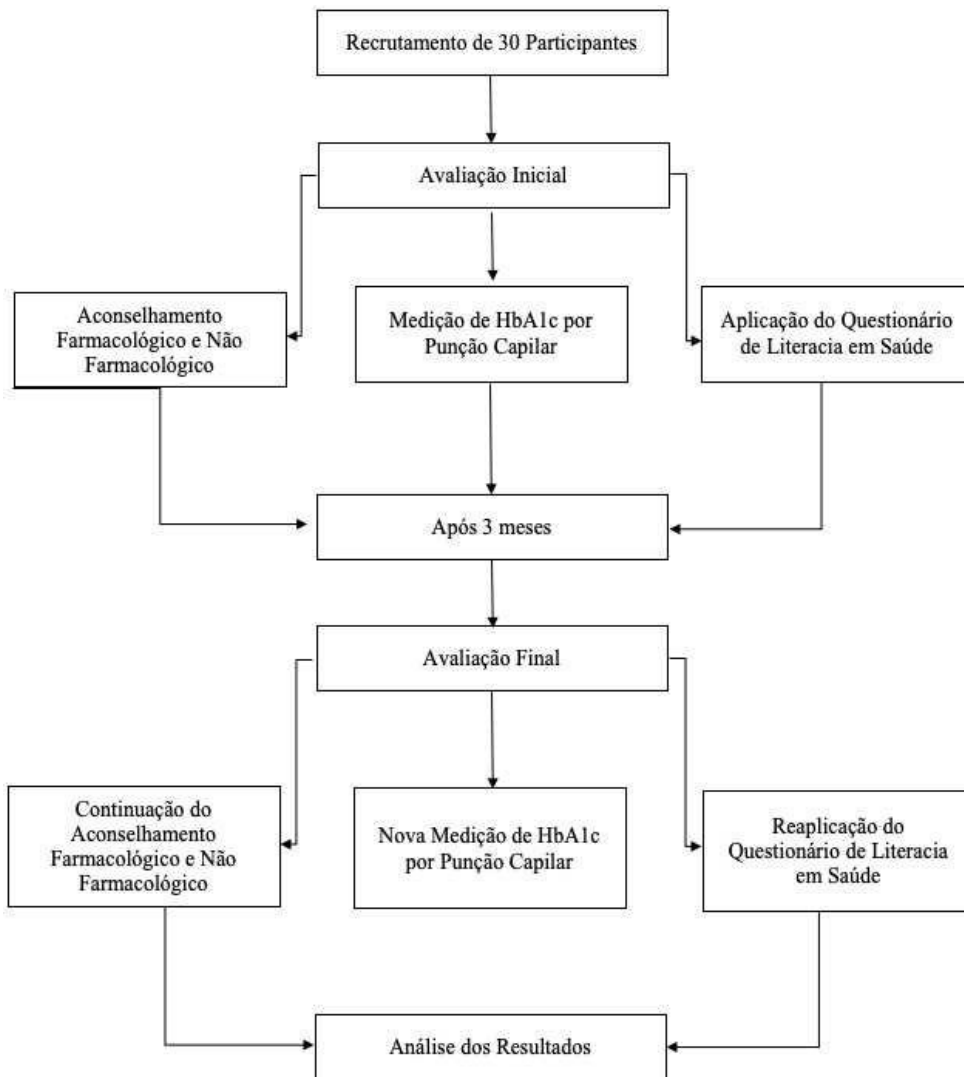 Recrutamento de 30 Participantes
Avaliação Inicial
Aconselhamento
Farmacológico e Não
Farmacológico
Medição de HbA1c por
Punção Capilar
Aplicação do Questionário
de Literacia em Saúde
Após 3 meses
Avaliação Final
Continuação do
Aconselhamento
Farmacológico e Não
Farmacológico
Nova Medição de HbA1c
por Punção Capilar
Reaplicação do
Questionário de Literacia
em Saúde
Análise dos Resultados